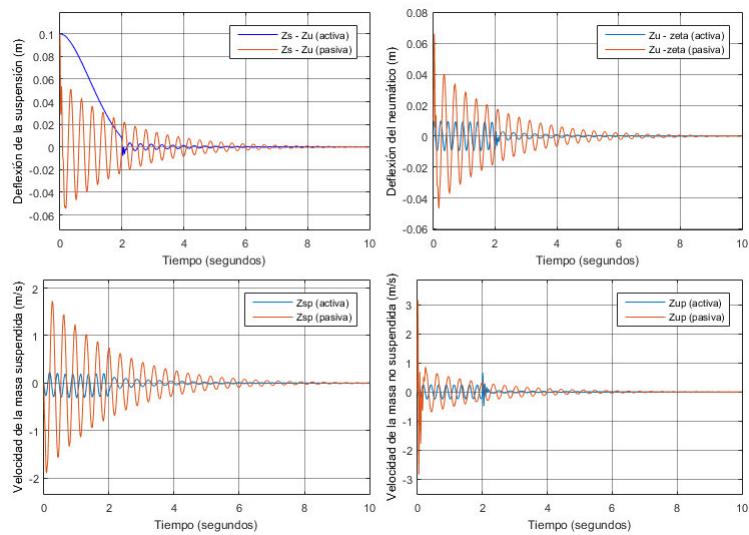 Deflexión de la suspensión (m)
0.1
0.08
0.06
0.04
0.02
0
-0.02
-0.04
-0.06
Zs - Zu (activa)
Zs - Zu (pasiva)
0 2 4 6 8 10
Tiempo (segundos)
Deflexión del neumático (m)
0.08
0.06
0.04
0.02
0
-0.02
-0.04
-0.06
Zu - zeta (activa)
Zu -zeta (pasiva)
0 2 4 6 8 10
Tiempo (segundos)
Velocidad de la masa suspendida (m/s)
2
1
0
-1
-2
Zsp (activa)
Zsp (pasiva)
0 2 4 6 8 10
Tiempo (segundos)
Velocidad de la masa no suspendida (m/s)
3
2
1
0
-1
-2
-3
Zup (activa)
Zup (pasiva)
0 2 4 6 8 10
Tiempo (segundos)